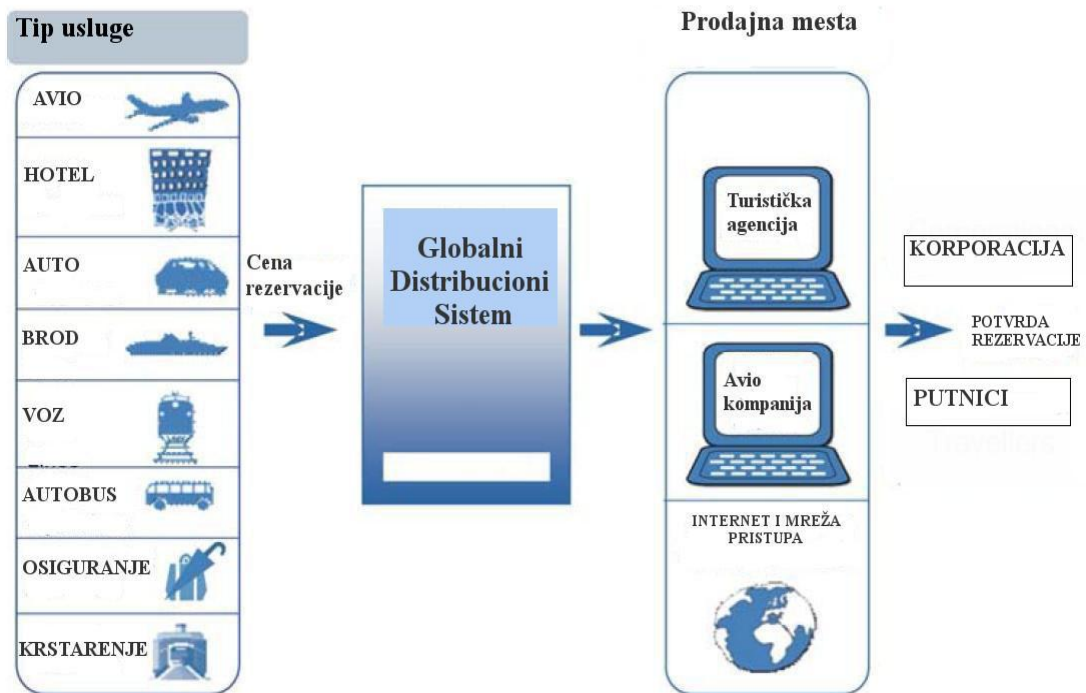 Tip usluge
AVIO
HOTEL
AUTO
BROD
VOZ
AUTOBUS
OSIGURANJE
KRSTARENJE
Cena
rezervacije
Globalni
Distribucioni
Sistem
Prodajna mesta
Turistička
agencija
Avio
kompanija
INTERNET I MREŽA
PRISTUPA
KORPORACIJA
POTVRDA
REZERVACIJE
PUTNICI